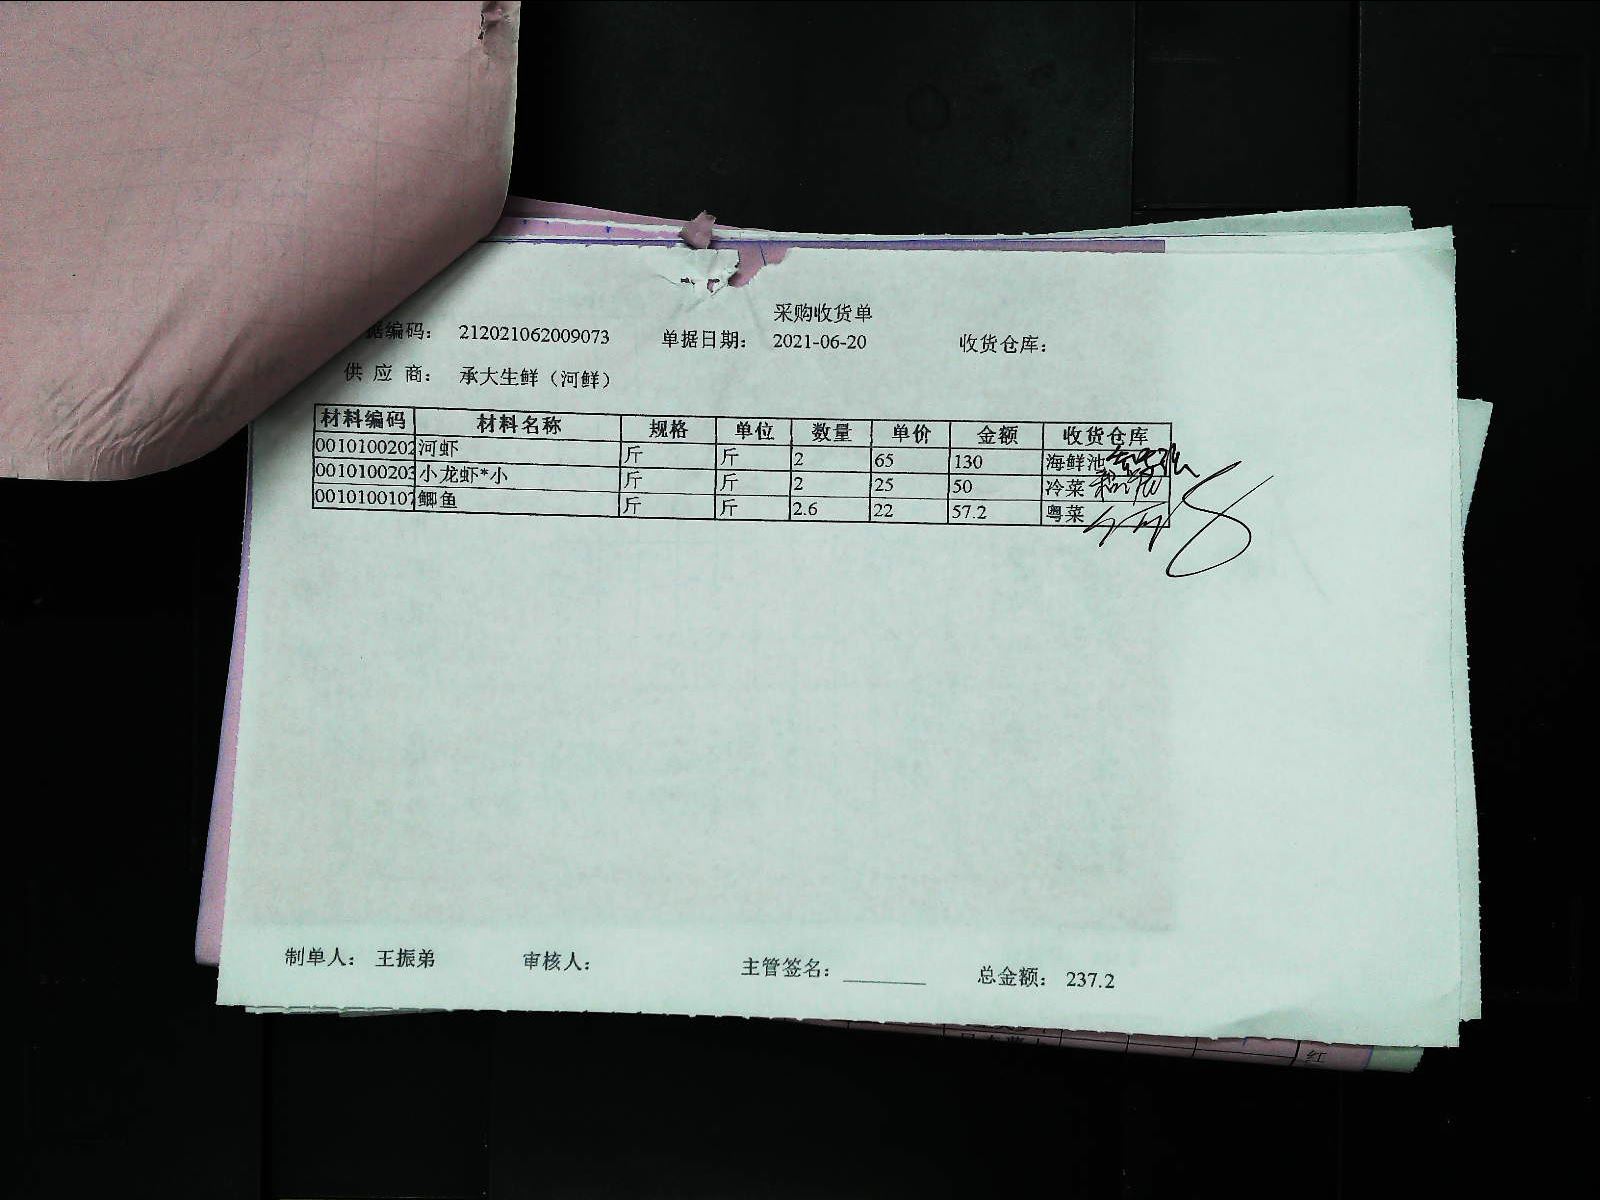 采购收货单
据编码： 212021062009073 单据日期： 2021-06-20 收货仓库：
供 应 商： 承大生鲜（河鲜）
材料编码 材料名称 规格 单位 数量 单价 金额 收货仓库
0010100202 河虾 斤 斤 2 65 130 海鲜池
0010100203 小龙虾*小 斤 斤 2 25 50 冷菜
0010100107 鲫鱼 斤 斤 2.6 22 57.2 粤菜
制单人： 王振弟 审核人： 主管签名： 总金额： 237.2
红